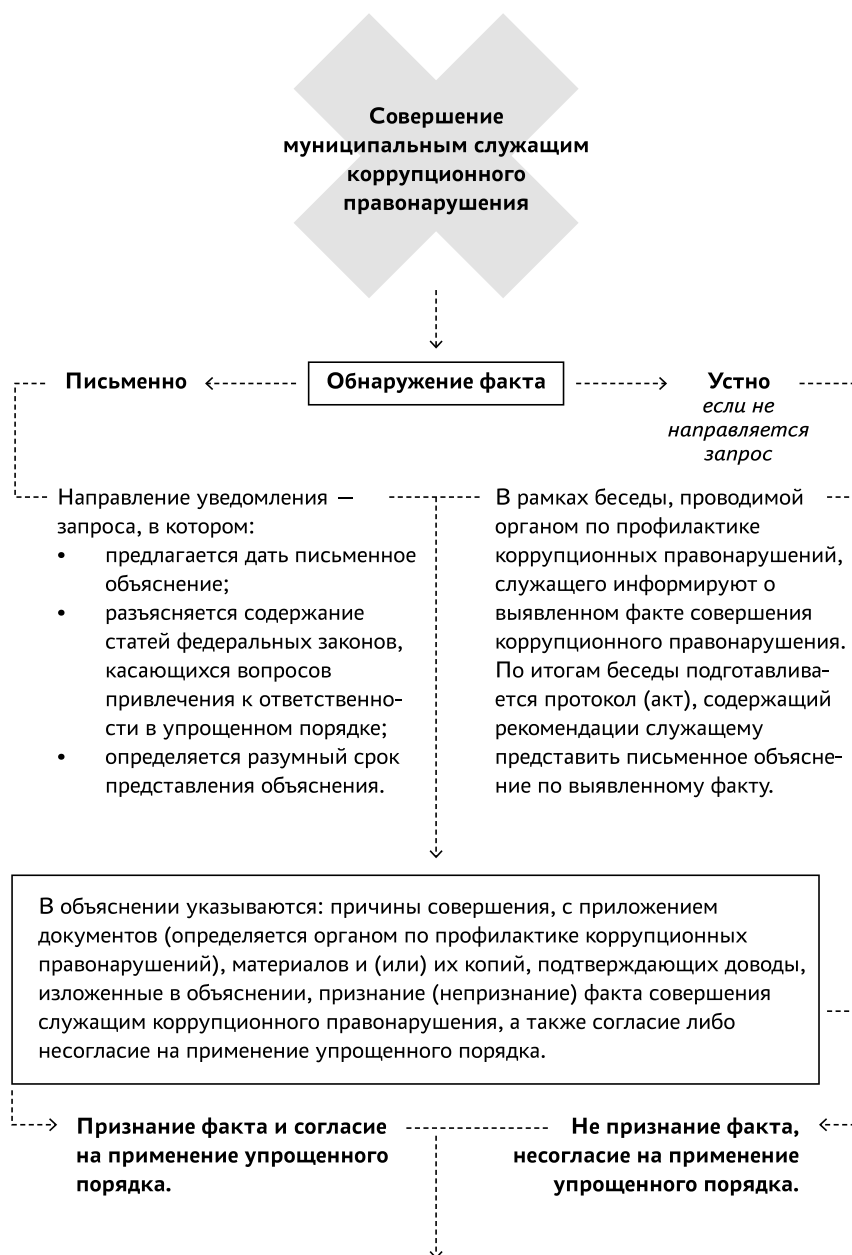 Совершение
муниципальным служащим
коррупционного
правонарушения
Письменно
Обнаружение факта
Устно
если не
направляется
запрос
Направление уведомления —
запроса, в котором:
• предлагается дать письменное
объяснение;
• разъясняется содержание
статей федеральных законов,
касающихся вопросов
привлечения к ответственно-
сти в упрощенном порядке;
• определяется разумный срок
представления объяснения.
В рамках беседы, проводимой
органом по профилактике
коррупционных правонарушений,
служащего информируют о
выявленном факте совершения
коррупционного правонарушения.
По итогам беседы подготавлива-
ется протокол (акт), содержащий
рекомендации служащему
представить письменное объясне-
ние по выявленному факту.
В объяснении указываются: причины совершения, с приложением
документов (определяется органом по профилактике коррупционных
правонарушений), материалов и (или) их копий, подтверждающих доводы,
изложенные в объяснении, признание (непризнание) факта совершения
служащим коррупционного правонарушения, а также согласие либо
несогласие на применение упрощенного порядка.
Признание факта и согласие
на применение упрощенного
порядка.
Не признание факта,
несогласие на применение
упрощенного порядка.